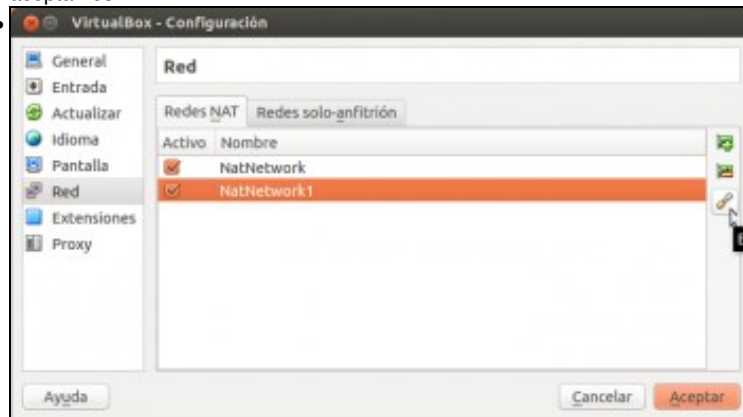 VirtualBox - Configuración
General
Entrada
Actualizar
Idioma
Pantalla
Red
Extensiones
Proxy
Red
Redes NAT Redes solo-anfitrión
Activo Nombre
NatNetwork
NatNetwork1
Ayuda Cancelar Aceptar